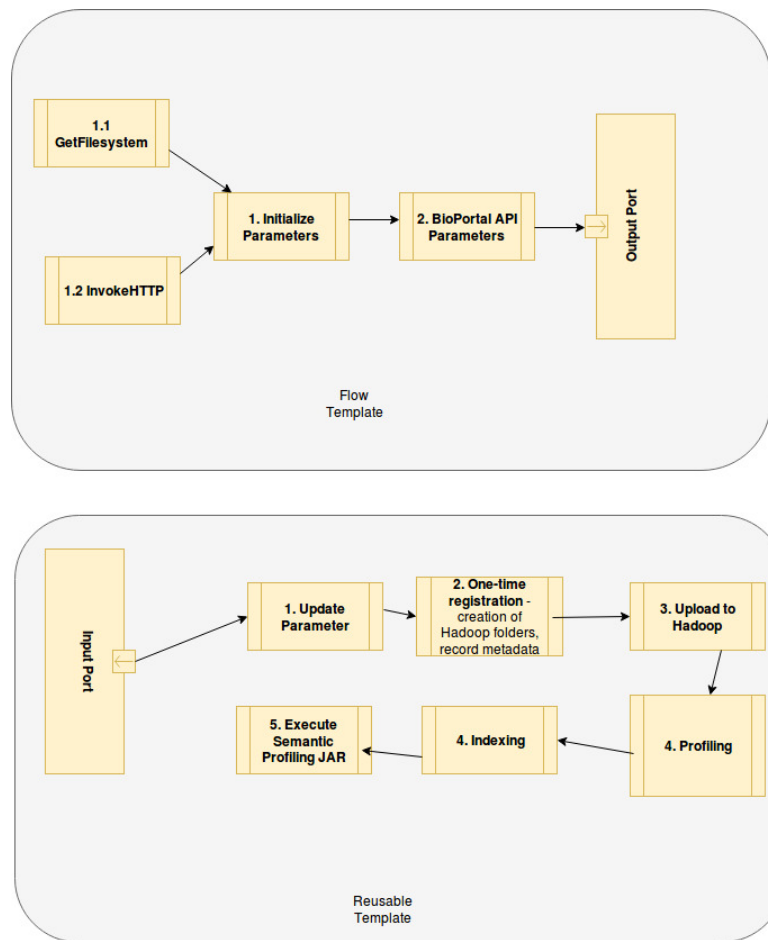 1.1
GetFilesystem
1. Initialize
Parameters
2. BioPortal API
Parameters
Output Port
1.2 InvokeHTTP
Flow
Template
Input Port
1. Update
Parameter
2. One-time
registration -
creation of
Hadoop folders,
record metadata
3. Upload to
Hadoop
4. Profiling
4. Indexing
5. Execute
Semantic
Profiling JAR
Reusable
Template